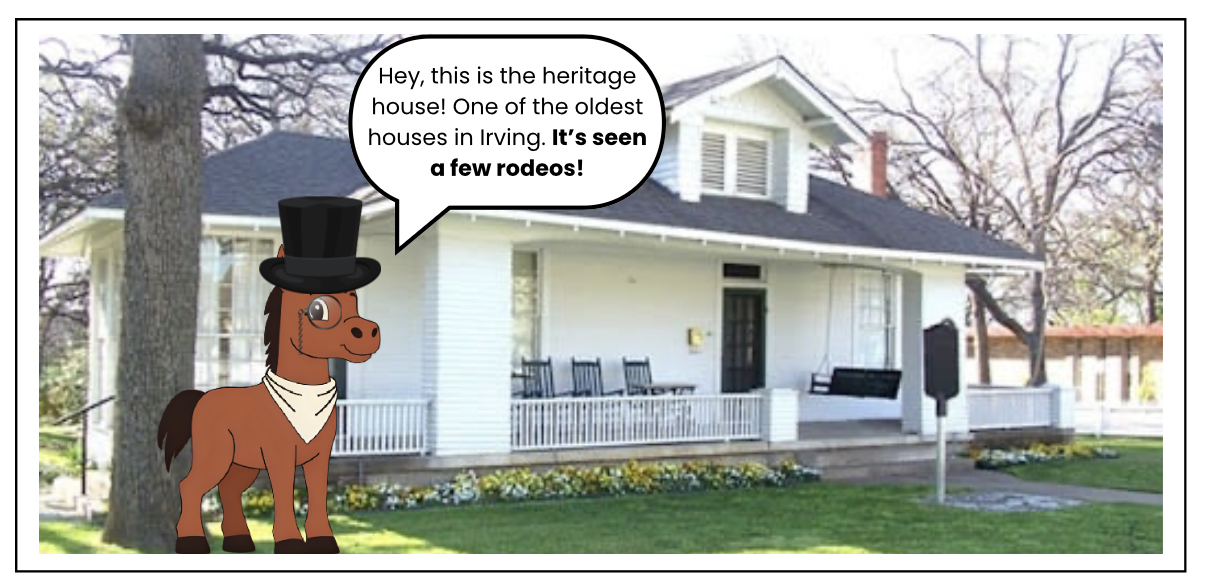 Hey, this is the heritage
house! One of the oldest
houses in Irving. It’s seen
a few rodeos!